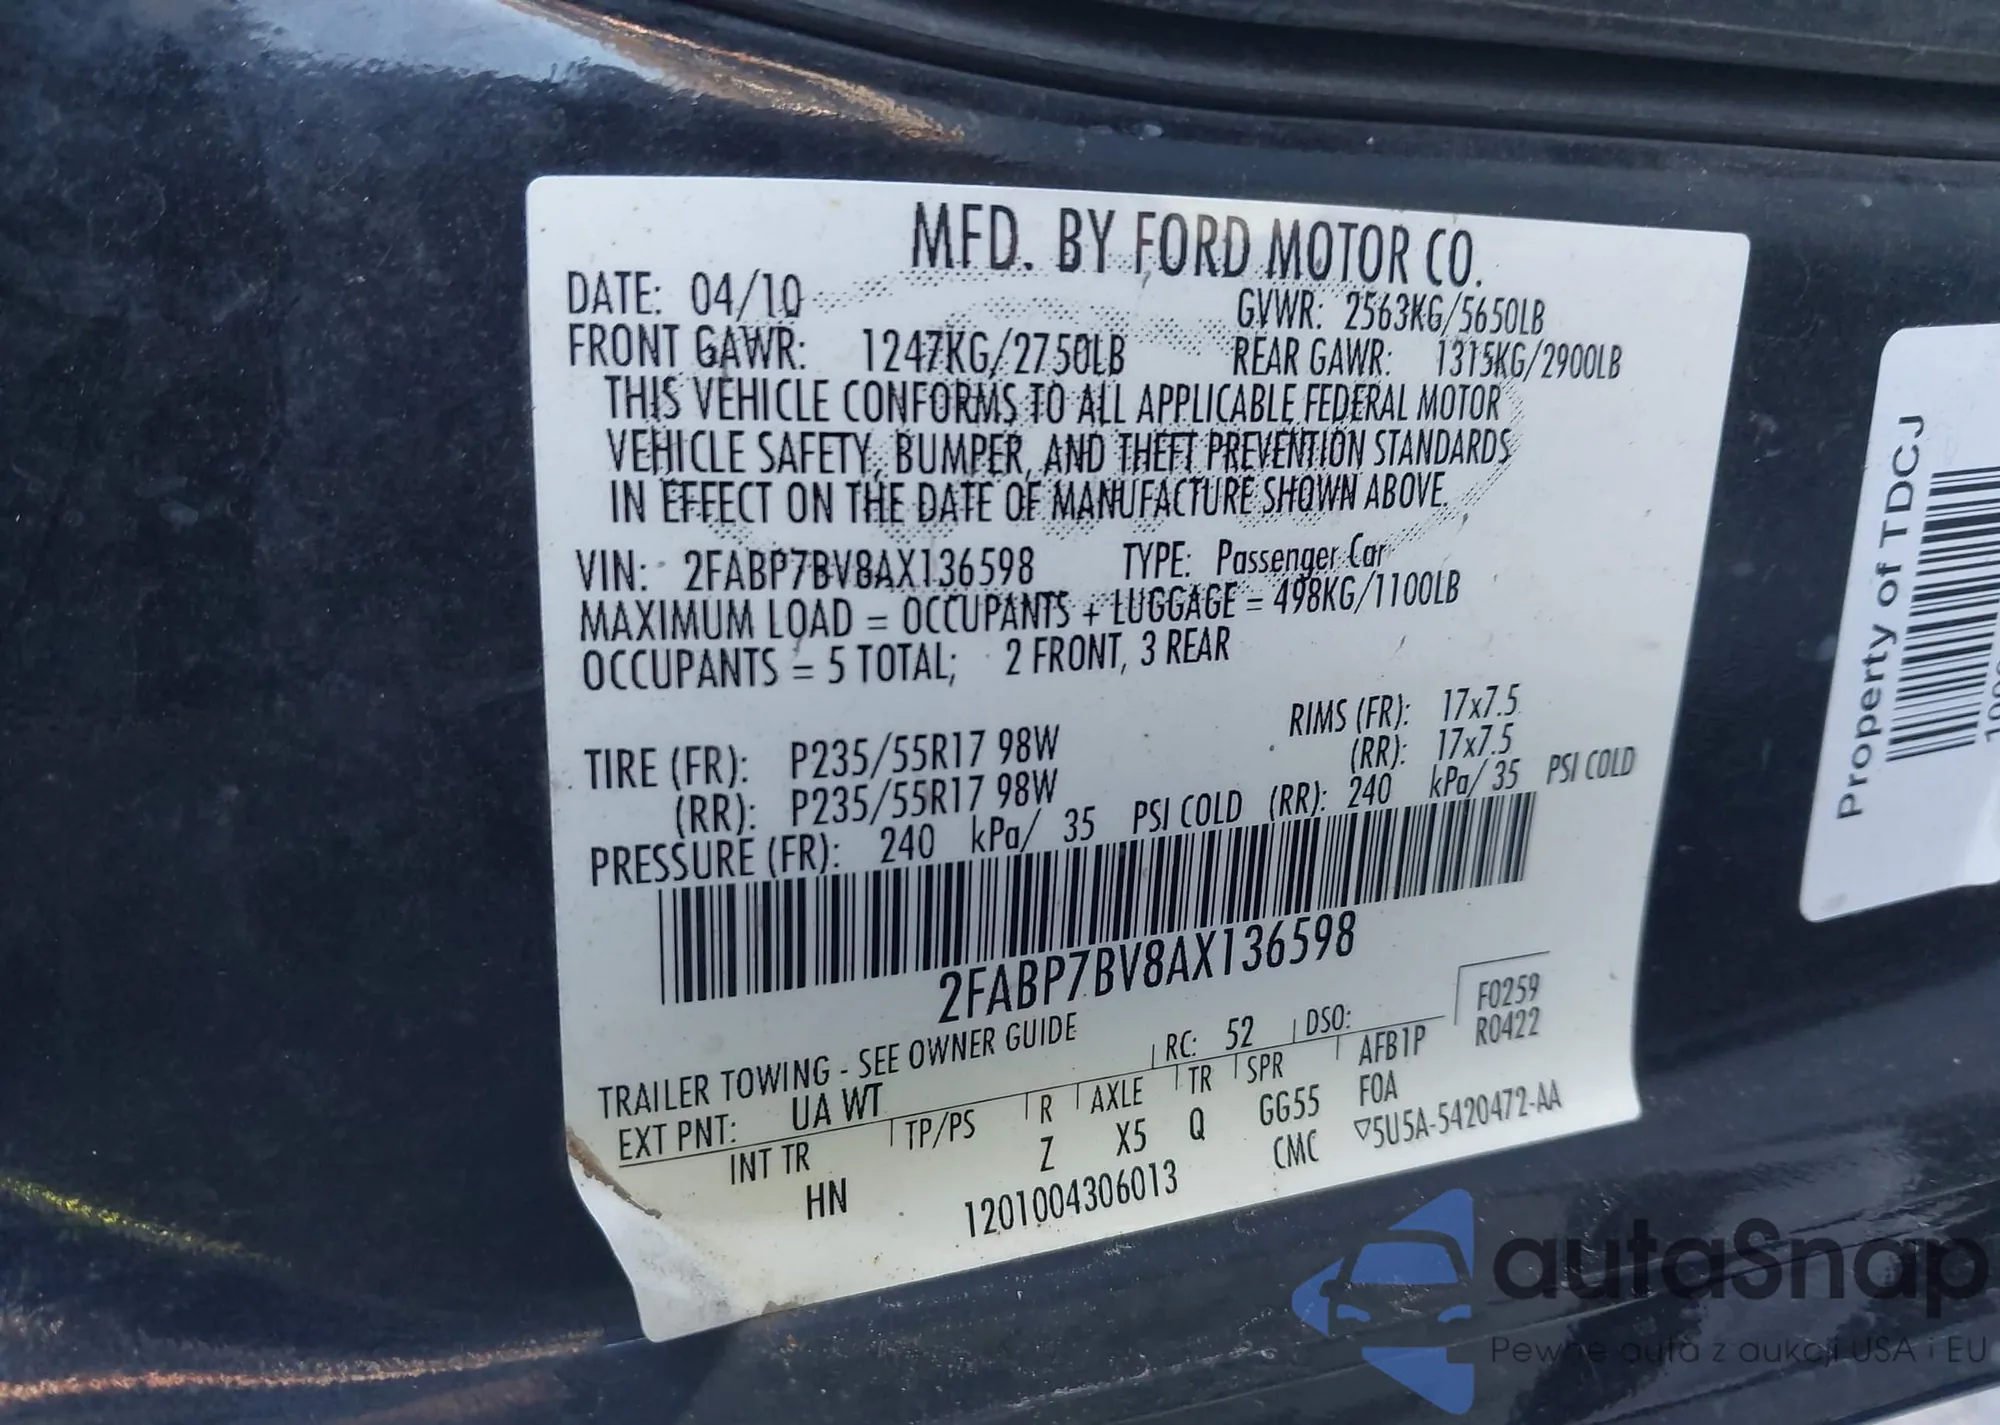 MFD. BY FORD MOTOR CO.
DATE: 04/10 GVWR: 2563KG/5650LB
FRONT GAWR: 1247KG/2750LB REAR GAWR: 1315KG/2900LB
THIS VEHICLE CONFORMS TO ALL APPLICABLE FEDERAL MOTOR
VEHICLE SAFETY, BUMPER, AND THEFT PREVENTION STANDARDS
IN EFFECT ON THE DATE OF MANUFACTURE SHOWN ABOVE.
VIN: 2FABP7BV8AX136598 TYPE: Passenger Car
MAXIMUM LOAD = OCCUPANTS + LUGGAGE = 498KG/1100LB
OCCUPANTS = 5 TOTAL; 2 FRONT, 3 REAR
TIRE (FR): P235/55R17 98W RIMS (FR): 17x7.5
(RR): P235/55R17 98W (RR): 17x7.5
PRESSURE (FR): 240 kPa/ 35 PSI COLD (RR): 240 kPa/ 35 PSI COLD
2FABP7BV8AX136598
TRAILER TOWING - SEE OWNER GUIDE RC: 52 DSO: F0259
R0422
EXT PNT: UA WT
INT TR TP/PS R AXLE TR SPR AFB1P
HN Z X5 Q GG55 FOA
1201004306013 CMC ▽5U5A-5420472-AA
Property of TDCJ
autaSnap
Pewne auta z aukcji USA i EU